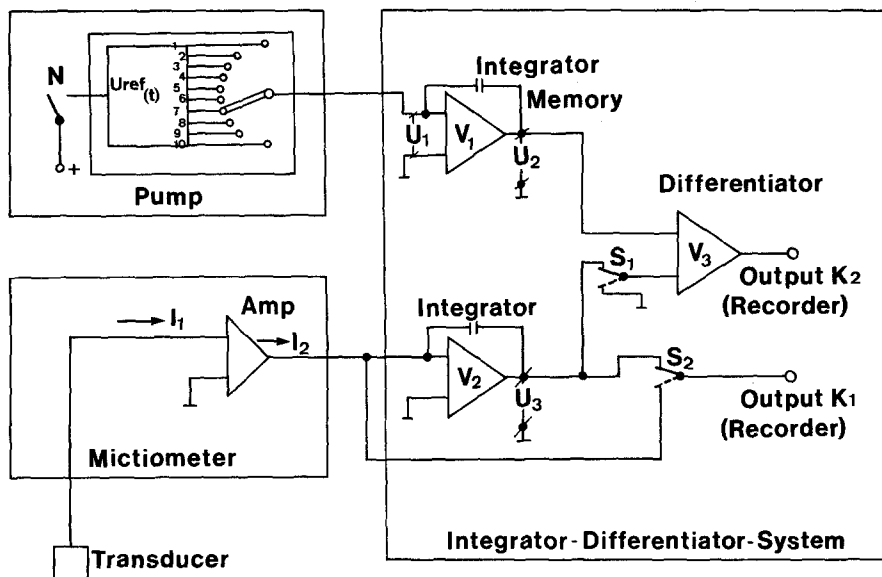 N
+
Uref(t)
1
2
3
4
5
6
7
8
9
10
Pump
Integrator
Memory
U1
V1
U2
Differentiator
V3
S1
Output K2
(Recorder)
Amp
I1
I2
Mictiometer
Transducer
Integrator
V2
U3
S2
Output K1
(Recorder)
Integrator-Differentiator-System